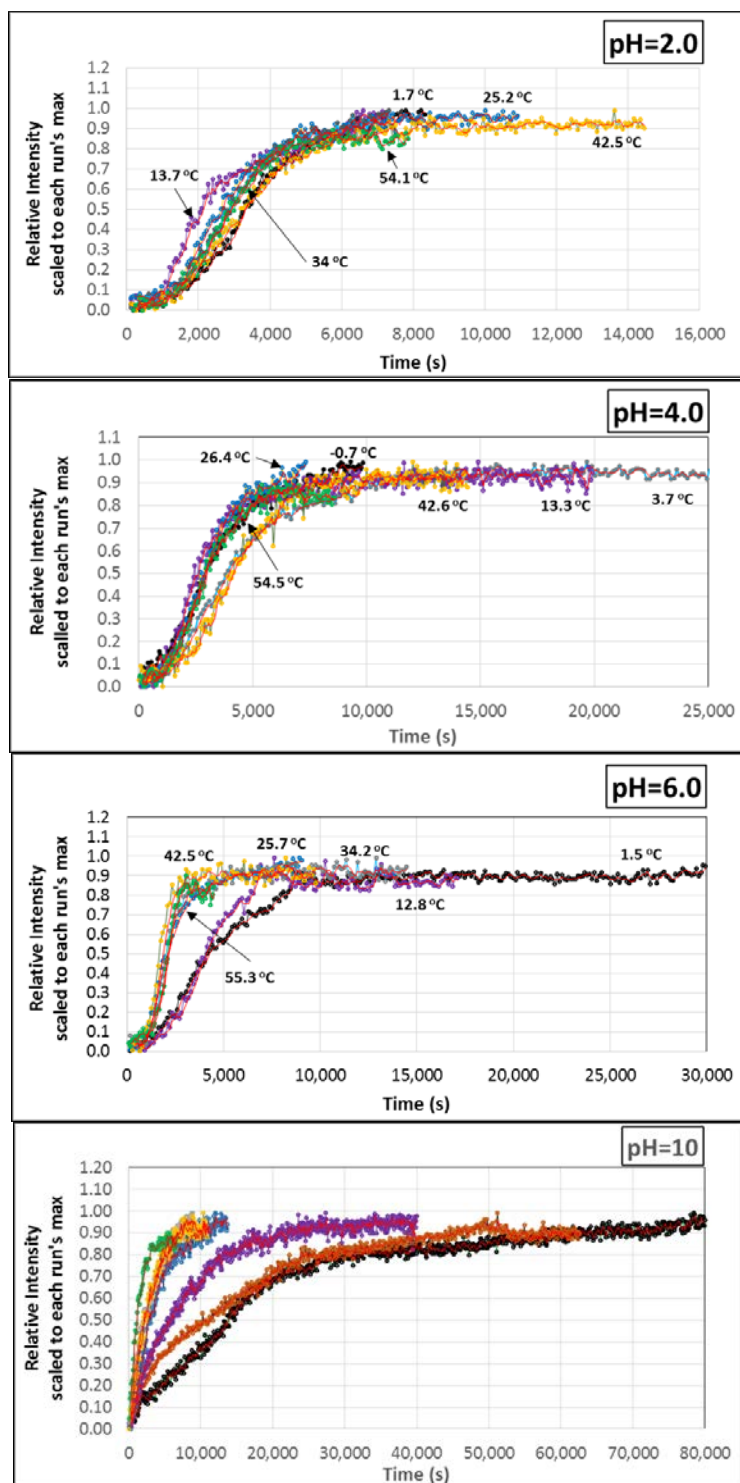 pH=2.0
Relative Intensity
scaled to each run's max
1.2
1.1
1.0
0.9
0.8
0.7
0.6
0.5
0.4
0.3
0.2
0.1
0.0
1.7 °C
25.2 °C
42.5 °C
54.1 °C
13.7 °C
34 °C
0
2,000
4,000
6,000
8,000
10,000
12,000
14,000
16,000
Time (s)
pH=4.0
Relative Intensity
scalled to each run's max
1.1
1.0
0.9
0.8
0.7
0.6
0.5
0.4
0.3
0.2
0.1
0.0
26.4 °C
-0.7 °C
42.6 °C
13.3 °C
3.7 °C
54.5 °C
0
5,000
10,000
15,000
20,000
25,000
Time (s)
pH=6.0
Relative Intensity
scaled to each run's max
1.2
1.1
1.0
0.9
0.8
0.7
0.6
0.5
0.4
0.3
0.2
0.1
0.0
42.5 °C
25.7 °C
34.2 °C
1.5 °C
12.8 °C
55.3 °C
0
5,000
10,000
15,000
20,000
25,000
30,000
Time (s)
pH=10
Relative Intensity
scaled to each run's max
1.20
1.10
1.00
0.90
0.80
0.70
0.60
0.50
0.40
0.30
0.20
0.10
0.00
0
10,000
20,000
30,000
40,000
50,000
60,000
70,000
80,000
Time (s)